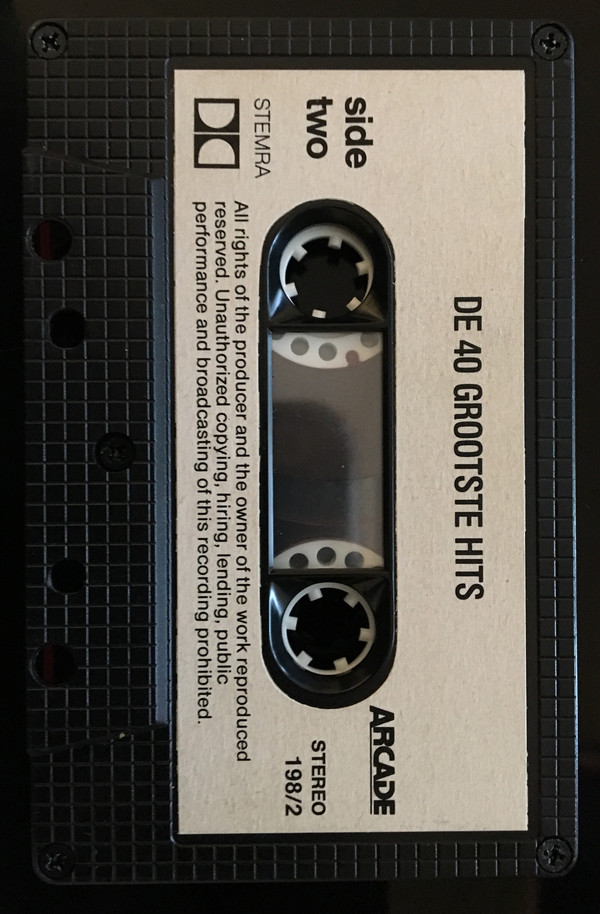 DE 40 GROOTSTE HITS
side
two
ARCADE
STEREO
198/2
STEMRA
All rights of the producer and the owner of the work reproduced
reserved. Unauthorized copying, hiring, lending, public
performance and broadcasting of this recording prohibited.